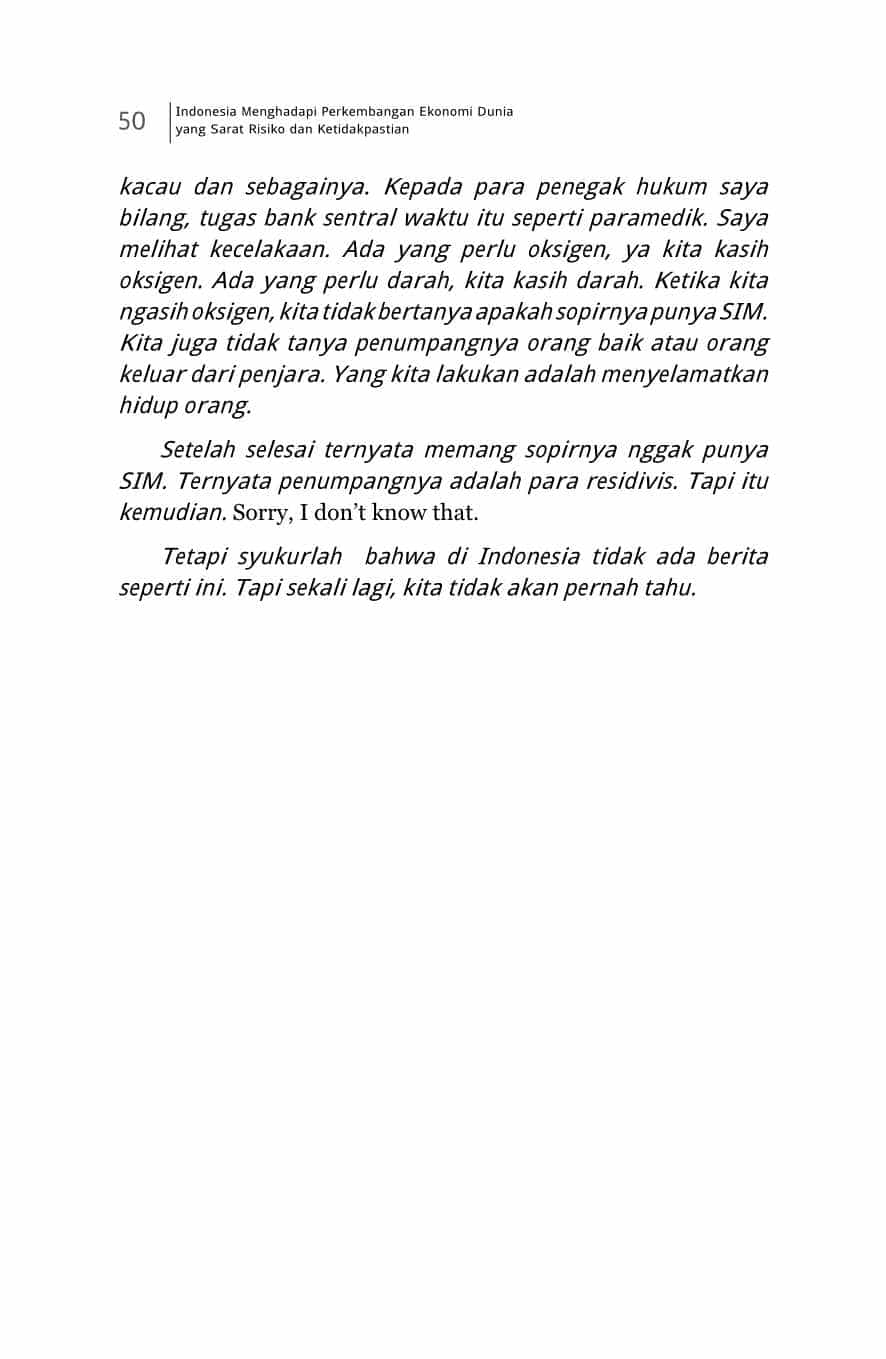 50
Indonesia Menghadapi Perkembangan Ekonomi Dunia
yang Sarat Risiko dan Ketidakpastian
kacau dan sebagainya. Kepada para penegak hukum saya
bilang, tugas bank sentral waktu itu seperti paramedik. Saya
melihat kecelakaan. Ada yang perlu oksigen, ya kita kasih
oksigen. Ada yang perlu darah, kita kasih darah. Ketika kita
ngasih oksigen, kita tidak bertanya apakah sopirnya punya SIM.
Kita juga tidak tanya penumpangnya orang baik atau orang
keluar dari penjara. Yang kita lakukan adalah menyelamatkan
hidup orang.
Setelah selesai ternyata memang sopirnya nggak punya
SIM. Ternyata penumpangnya adalah para residivis. Tapi itu
kemudian. Sorry, I don’t know that.
Tetapi syukurlah bahwa di Indonesia tidak ada berita
seperti ini. Tapi sekali lagi, kita tidak akan pernah tahu.